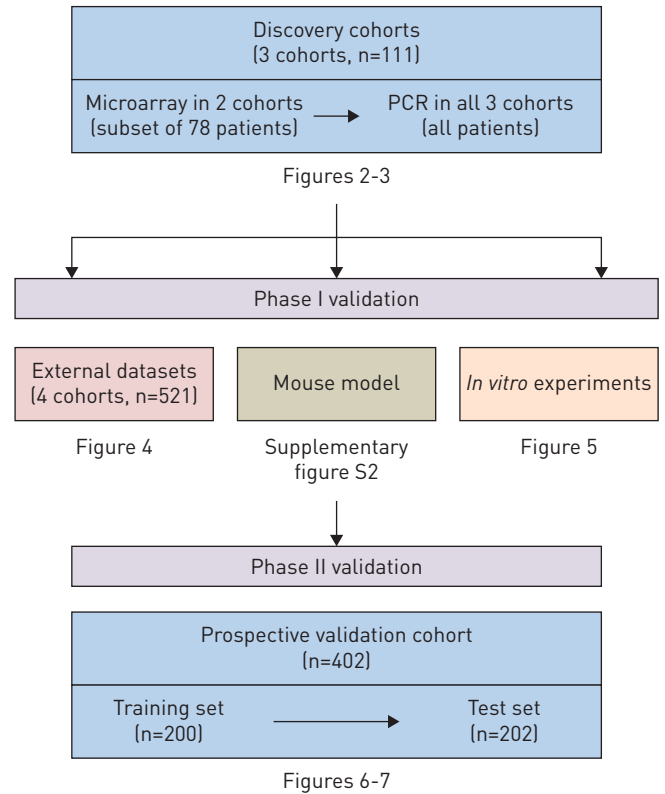 Discovery cohorts
(3 cohorts, n=111)
Microarray in 2 cohorts
(subset of 78 patients)
PCR in all 3 cohorts
(all patients)
Figures 2-3
Phase I validation
External datasets
(4 cohorts, n=521)
Figure 4
Mouse model
Supplementary
figure S2
In vitro experiments
Figure 5
Phase II validation
Prospective validation cohort
(n=402)
Training set
(n=200)
Test set
(n=202)
Figures 6-7